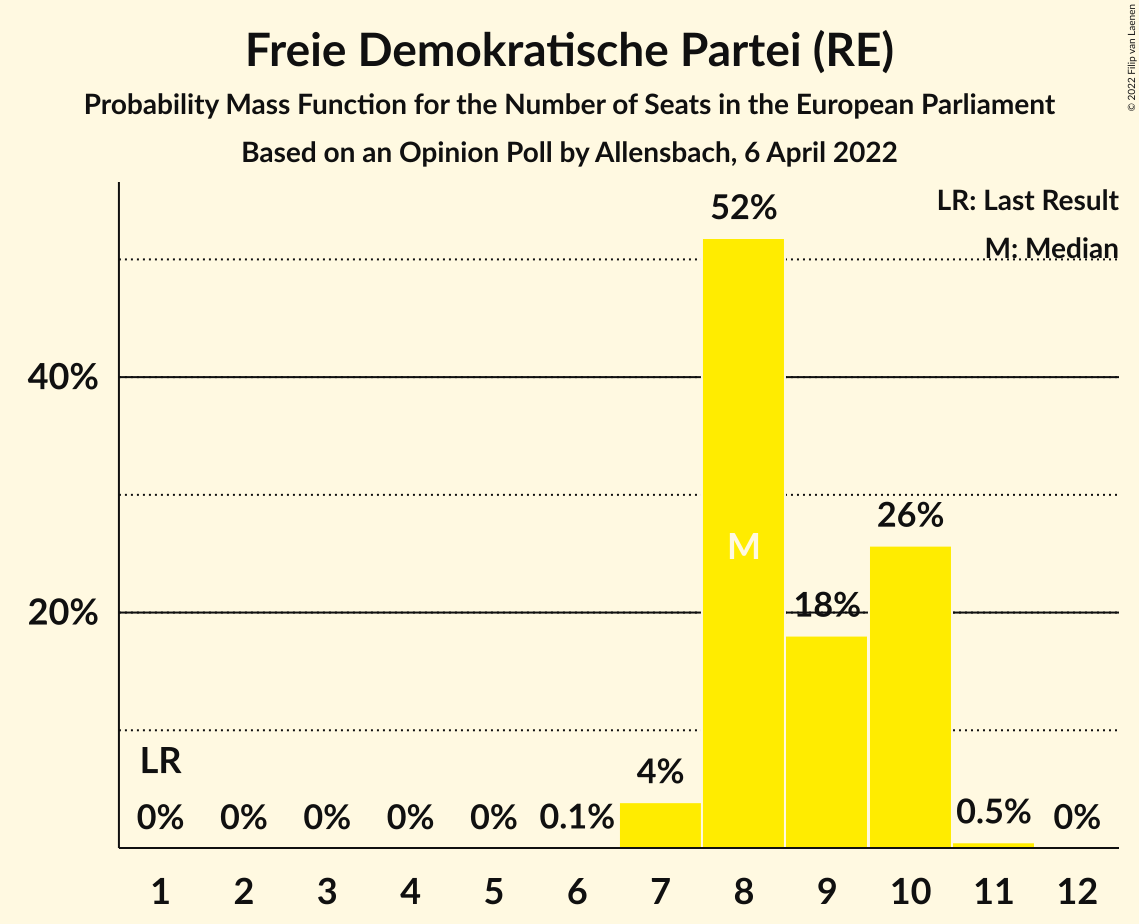 Freie Demokratische Partei (RE)
Probability Mass Function for the Number of Seats in the European Parliament
Based on an Opinion Poll by Allensbach, 6 April 2022
© 2022 Filip van Laenen
LR: Last Result
M: Median
52%
40%
26%
M
20%
18%
LR
4%
0% 0% 0% 0% 0% 0.1% 0.5% 0%
1 2 3 4 5 6 7 8 9 10 11 12